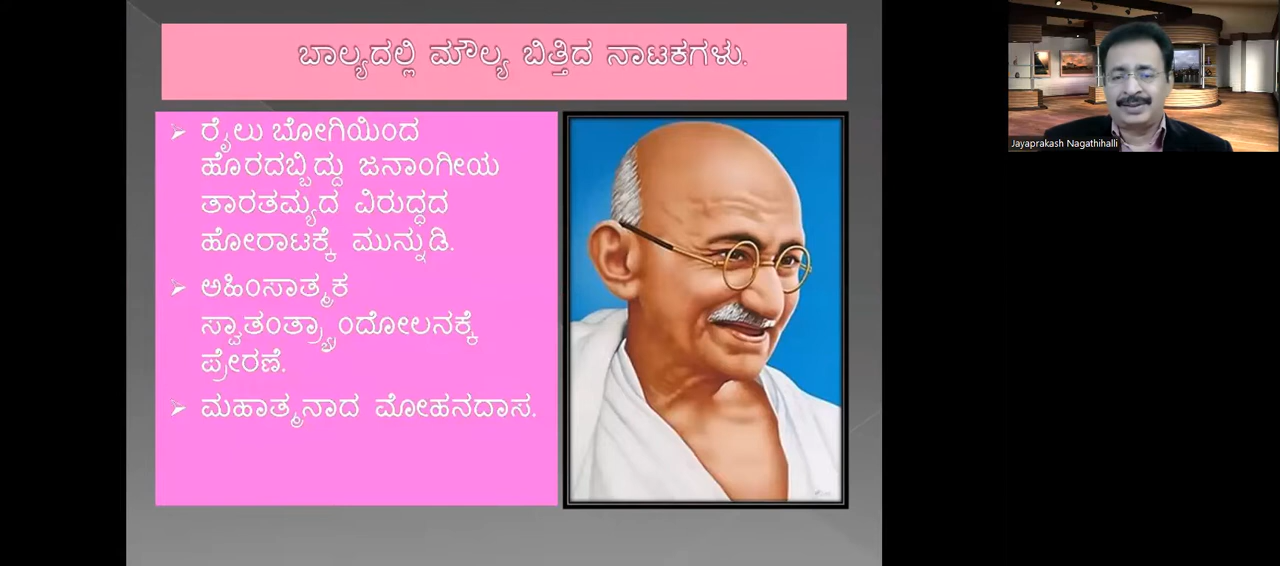 ಬಾಲ್ಯದಲ್ಲಿ ಮೌಲ್ಯ ಬಿತ್ತಿದ ನಾಟಕಗಳು.
ರೈಲು ಬೋಗಿಯಿಂದ
ಹೊರದಬ್ಬಿದ್ದು ಜನಾಂಗೀಯ
ತಾರತಮ್ಯದ ವಿರುದ್ಧದ
ಹೋರಾಟಕ್ಕೆ ಮುನ್ನುಡಿ.
ಅಹಿಂಸಾತ್ಮಕ
ಸ್ವಾತಂತ್ರ್ಯಾಂದೋಲನಕ್ಕೆ
ಪ್ರೇರಣೆ.
ಮಹಾತ್ಮನಾದ ಮೋಹನದಾಸ.
Jayaprakash Nagathihalli